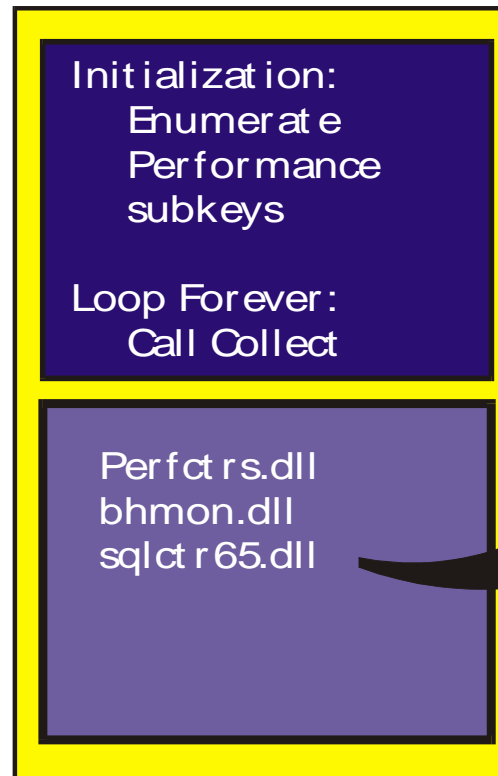 Initialization:
Enumerate
Performance
subkeys
Loop Forever:
Call Collect
Perfctrs.dll
bhmon.dll
sqlctr65.dll